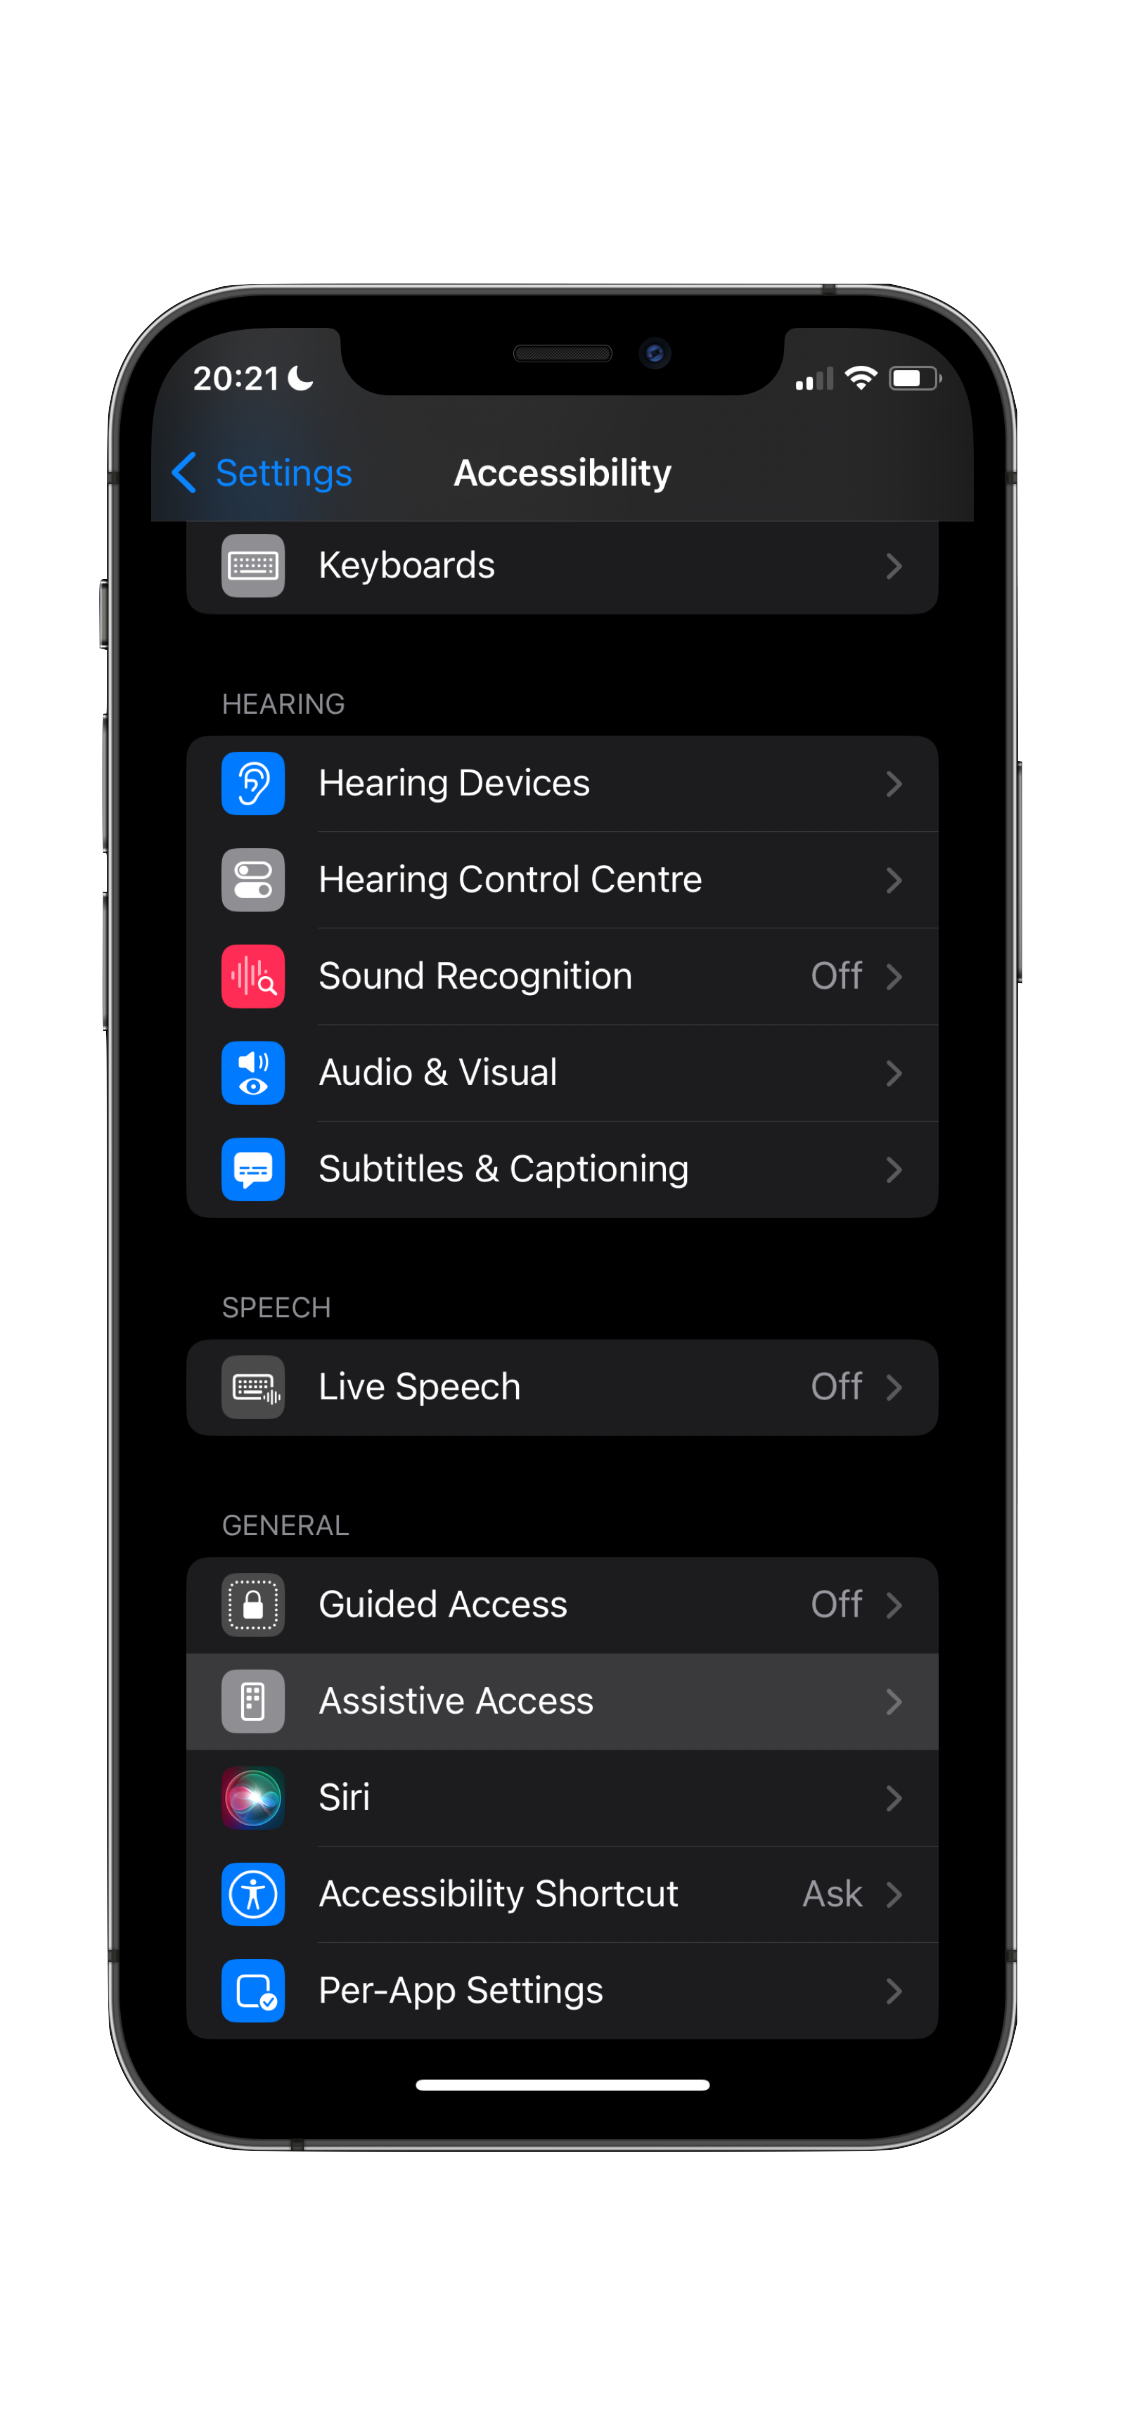 20:21
Settings
Accessibility
Keyboards
HEARING
Hearing Devices
Hearing Control Centre
Sound Recognition Off
Audio & Visual
Subtitles & Captioning
SPEECH
Live Speech Off
GENERAL
Guided Access Off
Assistive Access
Siri
Accessibility Shortcut Ask
Per-App Settings